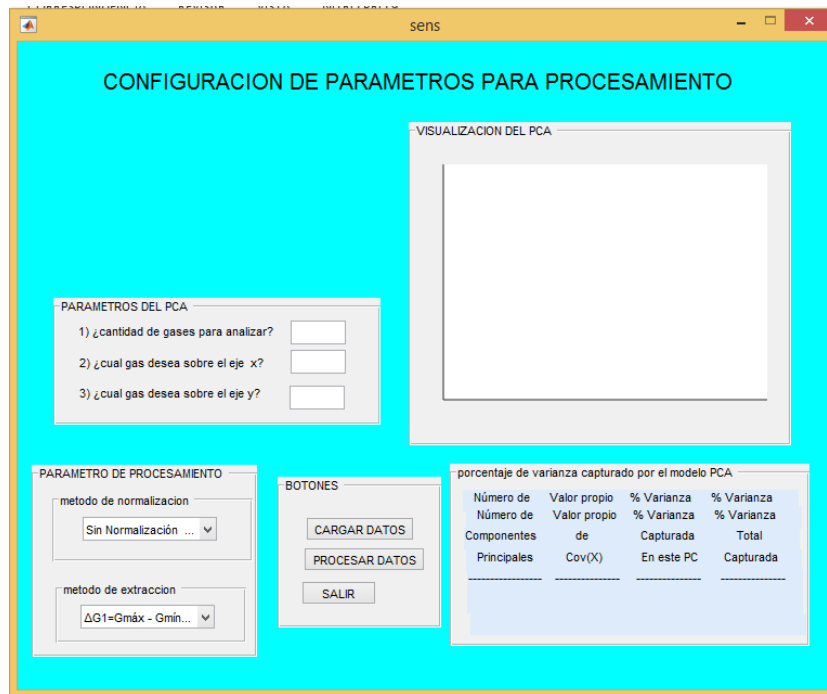 sens
CONFIGURACION DE PARAMETROS PARA PROCESAMIENTO
VISUALIZACION DEL PCA
PARAMETROS DEL PCA
1) ¿cantidad de gases para analizar?
2) ¿cual gas desea sobre el eje x?
3) ¿cual gas desea sobre el eje y?
PARAMETRO DE PROCESAMIENTO
metodo de normalizacion
Sin Normalización ...
metodo de extraccion
ΔG1=Gmáx - Gmín...
BOTONES
CARGAR DATOS
PROCESAR DATOS
SALIR
porcentaje de varianza capturado por el modelo PCA
Número de Valor propio % Varianza % Varianza
Número de Valor propio % Varianza % Varianza
Componentes de Capturada Total
Principales Cov(X) En este PC Capturada
----------------- --------------- --------------- ---------------